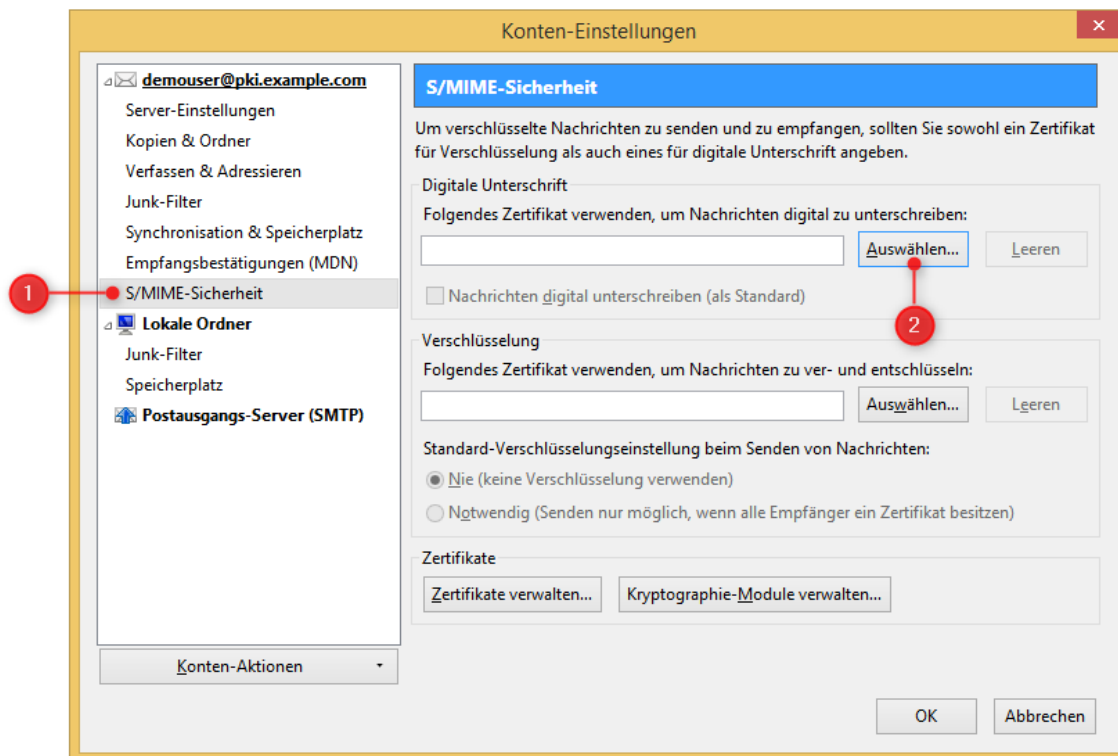 Konten-Einstellungen
demouser@pki.example.com
Server-Einstellungen
Kopien & Ordner
Verfassen & Adressieren
Junk-Filter
Synchronisation & Speicherplatz
Empfangsbestätigungen (MDN)
1
S/MIME-Sicherheit
Lokale Ordner
Junk-Filter
Speicherplatz
Postausgangs-Server (SMTP)
Konten-Aktionen
S/MIME-Sicherheit
Um verschlüsselte Nachrichten zu senden und zu empfangen, sollten Sie sowohl ein Zertifikat
für Verschlüsselung als auch eines für digitale Unterschrift angeben.
Digitale Unterschrift
Folgendes Zertifikat verwenden, um Nachrichten digital zu unterschreiben:
Auswählen... Leeren
Nachrichten digital unterschreiben (als Standard)
2
Verschlüsselung
Folgendes Zertifikat verwenden, um Nachrichten zu ver- und entschlüseln:
Auswählen... Leeren
Standard-Verschlüsselungseinstellung beim Senden von Nachrichten:
Nie (keine Verschlüsselung verwenden)
Notwendig (Senden nur möglich, wenn alle Empfänger ein Zertifikat besitzen)
Zertifikate
Zertifikate verwalten... Kryptographie-Module verwalten...
OK Abbrechen